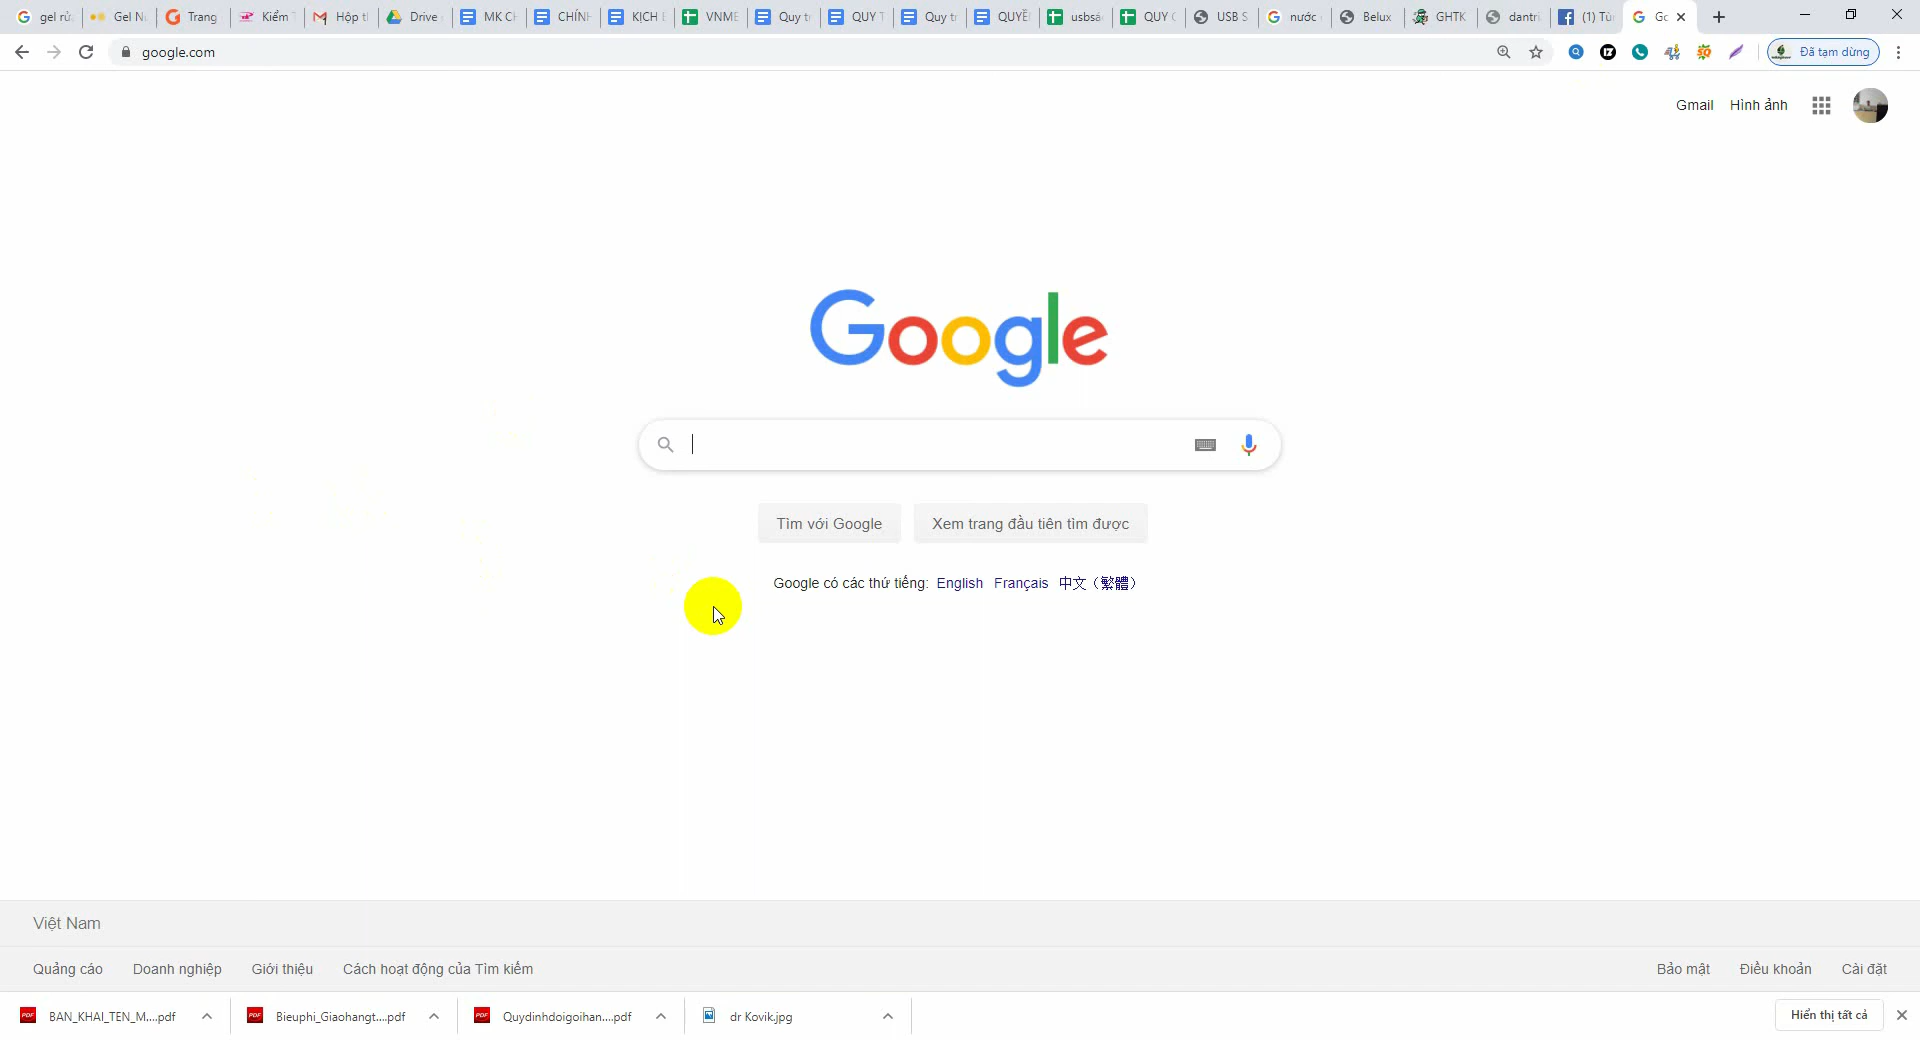 gel rử
Gel N
Trang
Kiểm T
Hộp t
Drive
MK C
CHÍN
KỊCH
VNME
Quy t
QUY T
Quy t
QUYỀ
usbsá
QUY
USB S
nước
Belux
GHTK
dantri
(1) Tù
Gc
google.com
Đã tạm dừng
Gmail Hình ảnh
Google
Tìm với Google Xem trang đầu tiên tìm được
Google có các thứ tiếng: English Français 中文（繁體）
Việt Nam
Quảng cáo Doanh nghiệp Giới thiệu Cách hoạt động của Tìm kiếm Bảo mật Điều khoản Cài đặt
BAN_KHAI_TEN_M....pdf Bieuphi_Giaohangt....pdf Quydinhdoigoihan....pdf dr Kovik.jpg Hiển thị tất cả